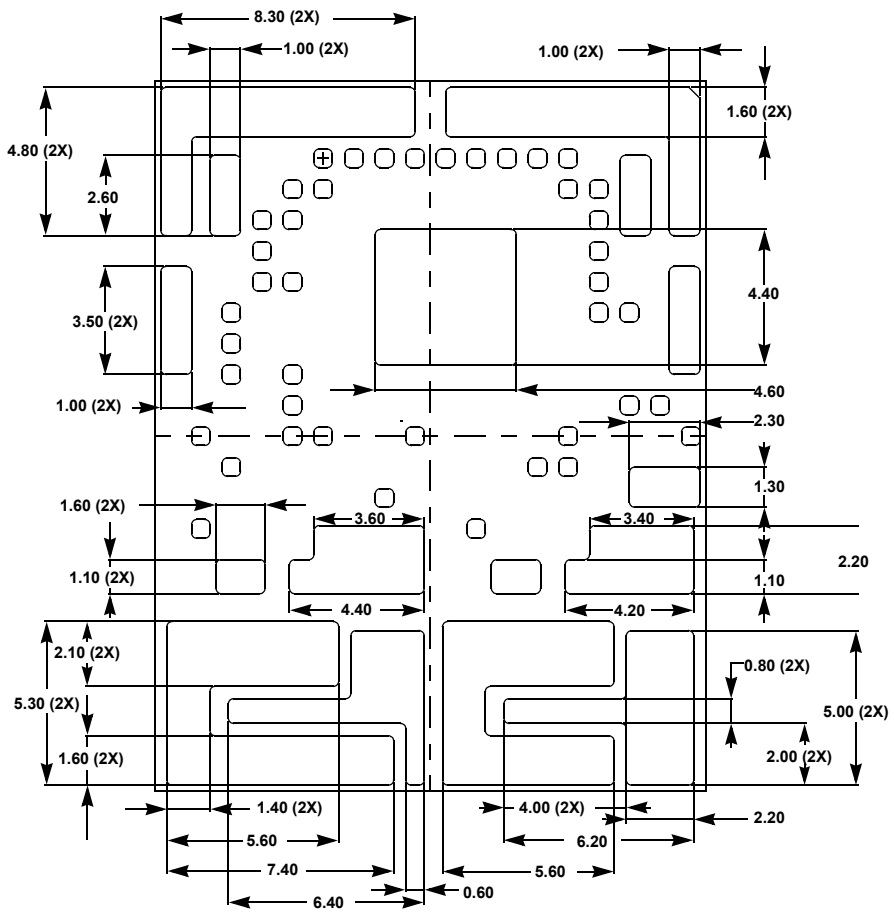 8.30 (2X)
1.00 (2X)
1.00 (2X)
1.60 (2X)
4.80 (2X)
2.60
4.40
3.50 (2X)
4.60
1.00 (2X)
2.30
1.30
1.60 (2X)
3.60
3.40
2.20
1.10 (2X)
1.10
4.40
4.20
2.10 (2X)
0.80 (2X)
5.30 (2X)
5.00 (2X)
1.60 (2X)
2.00 (2X)
1.40 (2X)
4.00 (2X)
2.20
5.60
6.20
7.40
5.60
6.40
0.60